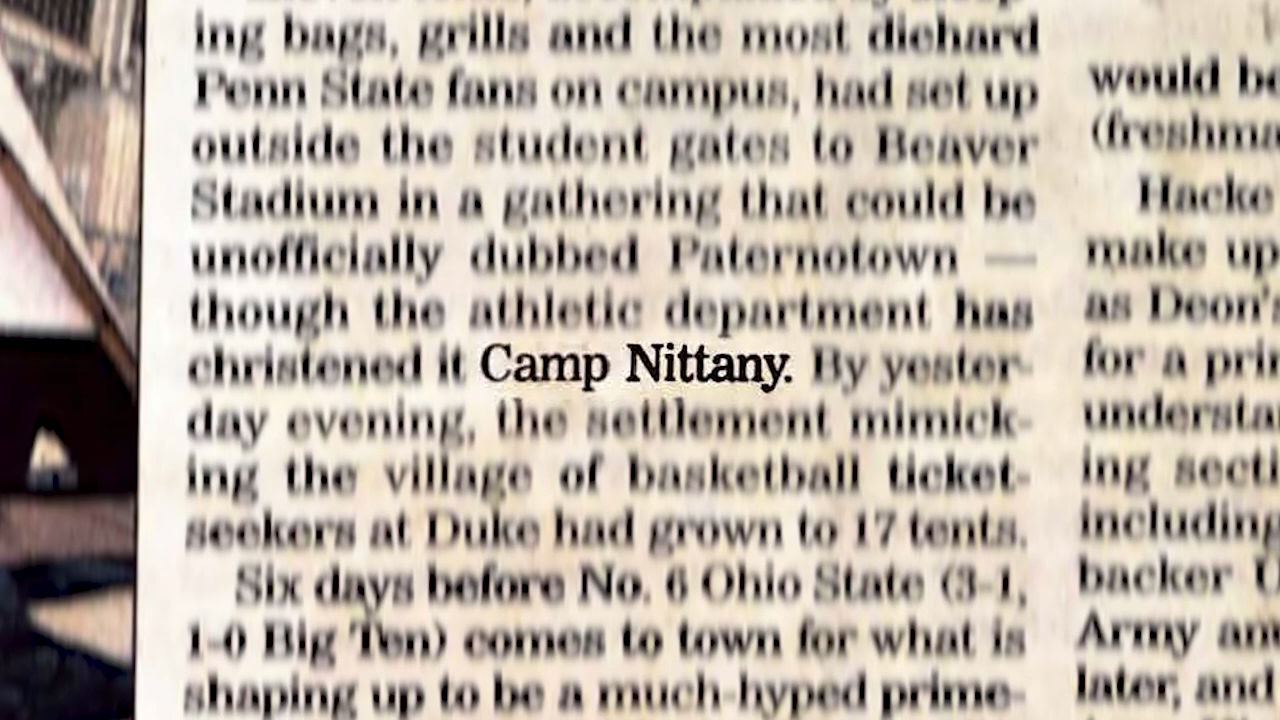 ing bags, grills and the most diehard
Penn State fans on campus, had set up
outside the student gates to Beaver
Stadium in a gathering that could be
unofficially dubbed Paternotown —
though the athletic department has
christened it Camp Nittany. By yester-
day evening, the settlement mimick-
ing the village of basketball ticket-
seekers at Duke had grown to 17 tents.
Six days before No. 6 Ohio State (3-1,
1-0 Big Ten) comes to town for what is
shaping up to be a much-hyped prime-
would be
(freshma
Hacke
make up
as Deon's
for a prin
understa
ing secti
including
backer U
Army and
later, and